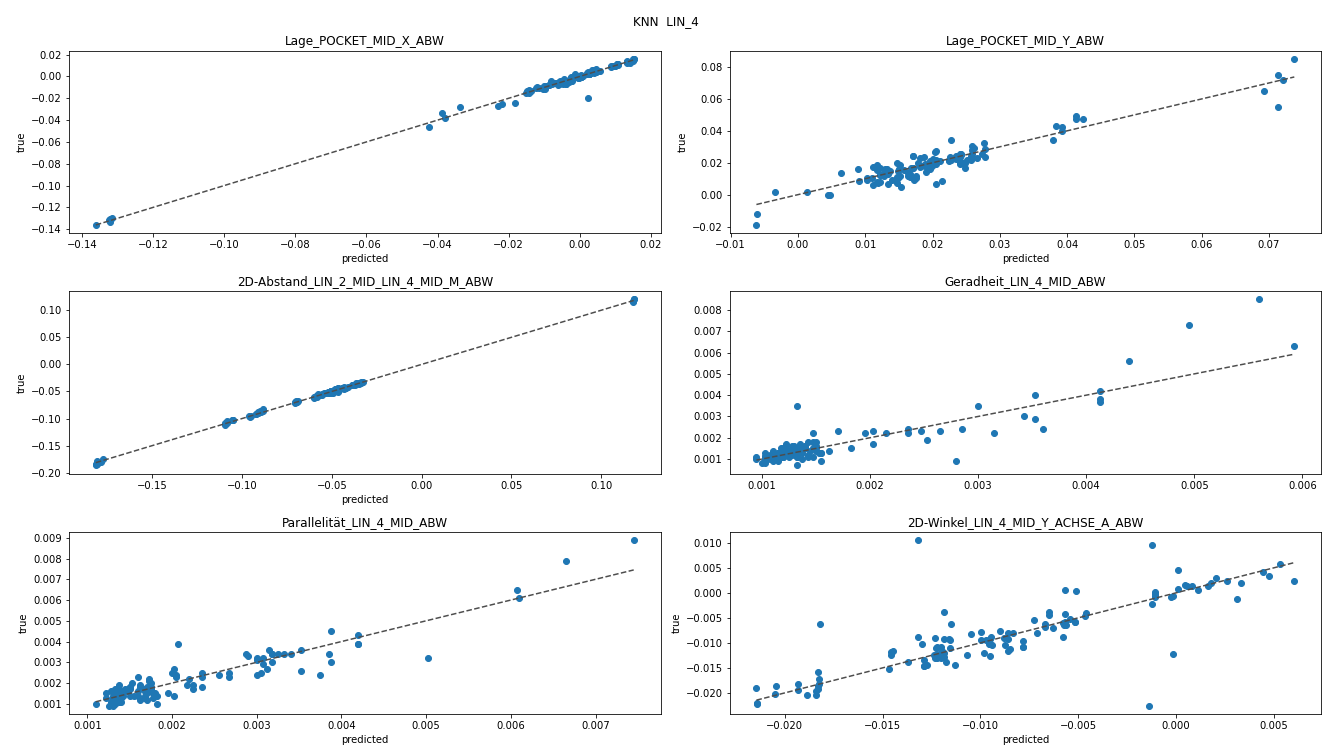 KNN  LIN_4
Lage_POCKET_MID_X_ABW
0.02
0.00
−0.02
−0.04
−0.06
−0.08
−0.10
−0.12
−0.14
true
−0.14 −0.12 −0.10 −0.08 −0.06 −0.04 −0.02 0.00 0.02
predicted
Lage_POCKET_MID_Y_ABW
0.08
0.06
0.04
0.02
0.00
−0.02
true
−0.01 0.00 0.01 0.02 0.03 0.04 0.05 0.06 0.07
predicted
2D-Abstand_LIN_2_MID_LIN_4_MID_M_ABW
0.10
0.05
0.00
−0.05
−0.10
−0.15
−0.20
true
−0.15 −0.10 −0.05 0.00 0.05 0.10
predicted
Geradheit_LIN_4_MID_ABW
0.008
0.007
0.006
0.005
0.004
0.003
0.002
0.001
true
0.001 0.002 0.003 0.004 0.005 0.006
predicted
Parallelität_LIN_4_MID_ABW
0.009
0.008
0.007
0.006
0.005
0.004
0.003
0.002
0.001
true
0.001 0.002 0.003 0.004 0.005 0.006 0.007
predicted
2D-Winkel_LIN_4_MID_Y_ACHSE_A_ABW
0.010
0.005
0.000
−0.005
−0.010
−0.015
−0.020
true
−0.020 −0.015 −0.010 −0.005 0.000 0.005
predicted